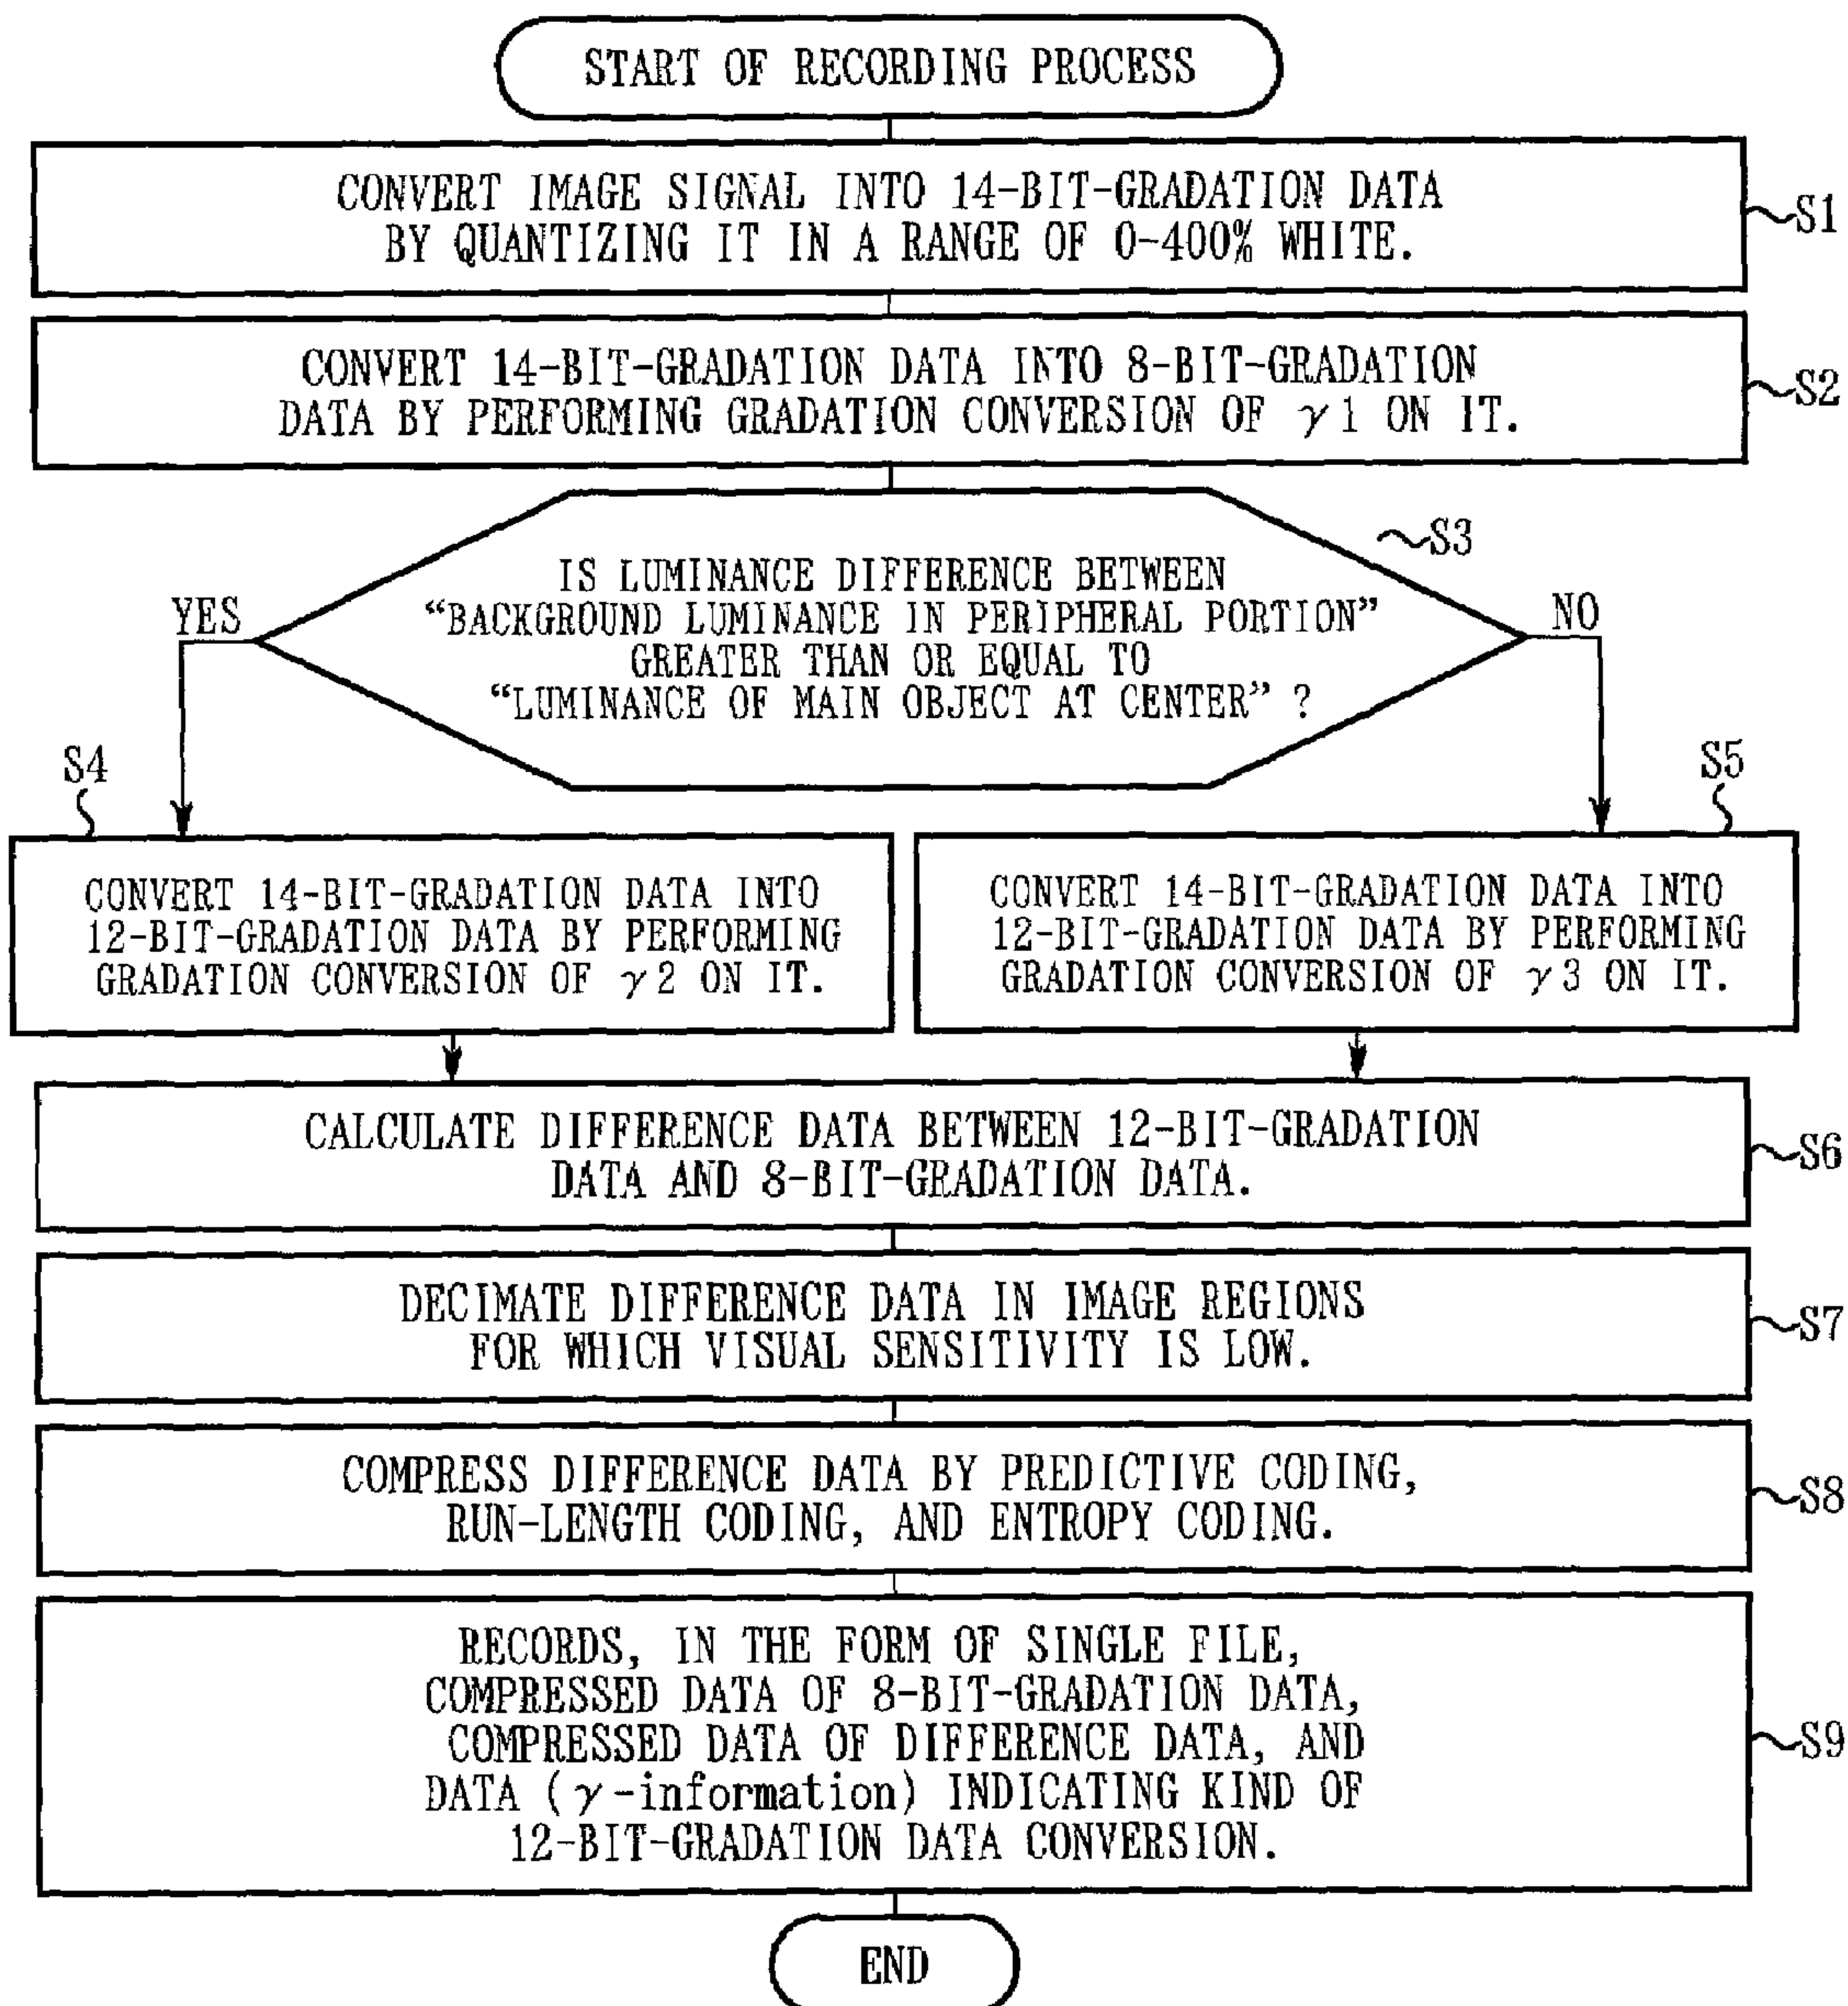 START OF RECORDING PROCESS
CONVERT IMAGE SIGNAL INTO 14-BIT-GRADATION DATA
BY QUANTIZING IT IN A RANGE OF 0-400% WHITE.
S1
CONVERT 14-BIT-GRADATION DATA INTO 8-BIT-GRADATION
DATA BY PERFORMING GRADATION CONVERSION OF γ1 ON IT.
S2
S3
IS LUMINANCE DIFFERENCE BETWEEN
“BACKGROUND LUMINANCE IN PERIPHERAL PORTION”
GREATER THAN OR EQUAL TO
“LUMINANCE OF MAIN OBJECT AT CENTER” ?
YES
NO
S4
CONVERT 14-BIT-GRADATION DATA INTO
12-BIT-GRADATION DATA BY PERFORMING
GRADATION CONVERSION OF γ2 ON IT.
S5
CONVERT 14-BIT-GRADATION DATA INTO
12-BIT-GRADATION DATA BY PERFORMING
GRADATION CONVERSION OF γ3 ON IT.
CALCULATE DIFFERENCE DATA BETWEEN 12-BIT-GRADATION
DATA AND 8-BIT-GRADATION DATA.
S6
DECIMATE DIFFERENCE DATA IN IMAGE REGIONS
FOR WHICH VISUAL SENSITIVITY IS LOW.
S7
COMPRESS DIFFERENCE DATA BY PREDICTIVE CODING,
RUN-LENGTH CODING, AND ENTROPY CODING.
S8
RECORDS, IN THE FORM OF SINGLE FILE,
COMPRESSED DATA OF 8-BIT-GRADATION DATA,
COMPRESSED DATA OF DIFFERENCE DATA, AND
DATA (γ-information) INDICATING KIND OF
12-BIT-GRADATION DATA CONVERSION.
S9
END